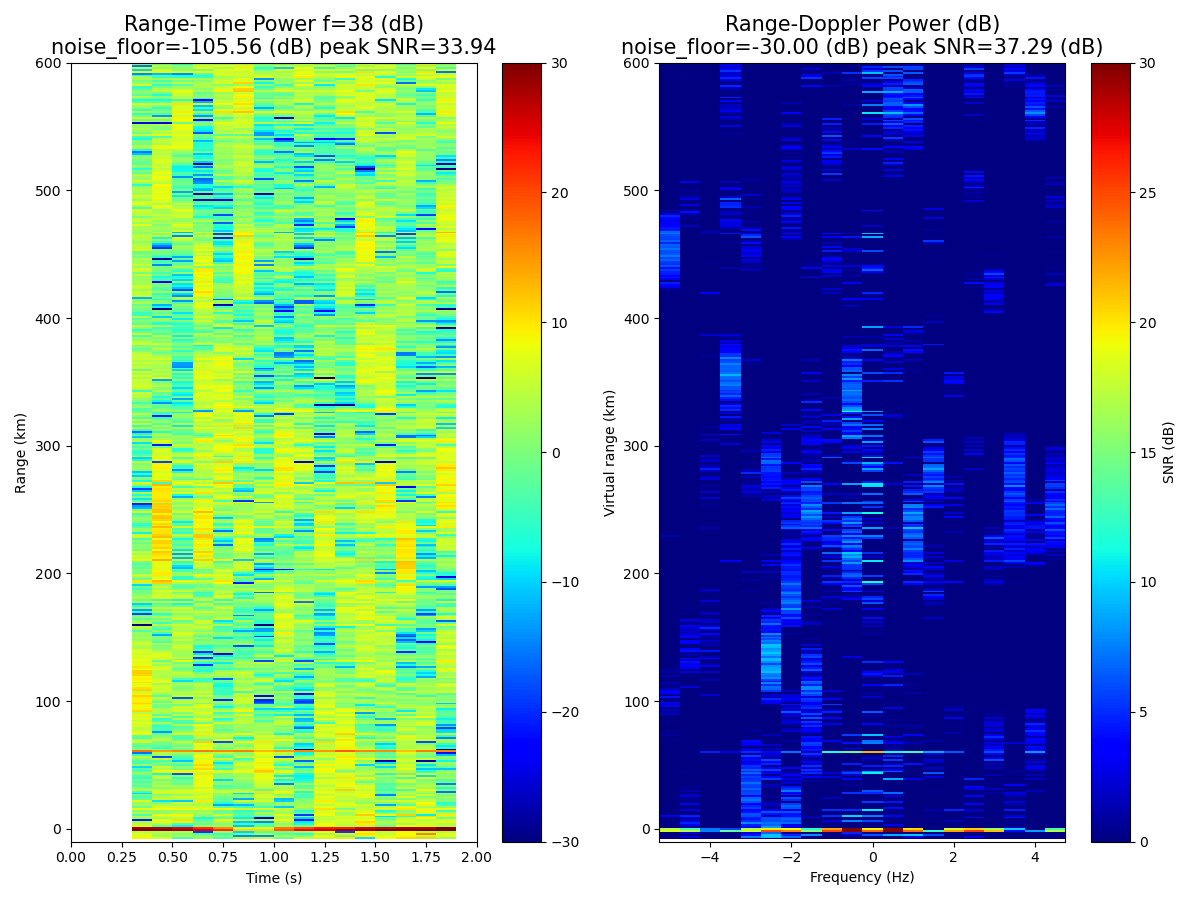 Range-Time Power f=38 (dB)
noise_floor=-105.56 (dB) peak SNR=33.94
600
500
400
300
200
100
0
Range (km)
0.00 0.25 0.50 0.75 1.00 1.25 1.50 1.75 2.00
Time (s)
30
20
10
0
−10
−20
−30
Range-Doppler Power (dB)
noise_floor=-30.00 (dB) peak SNR=37.29 (dB)
600
500
400
300
200
100
0
Virtual range (km)
−4 −2 0 2 4
Frequency (Hz)
30
25
20
15
10
5
0
SNR (dB)